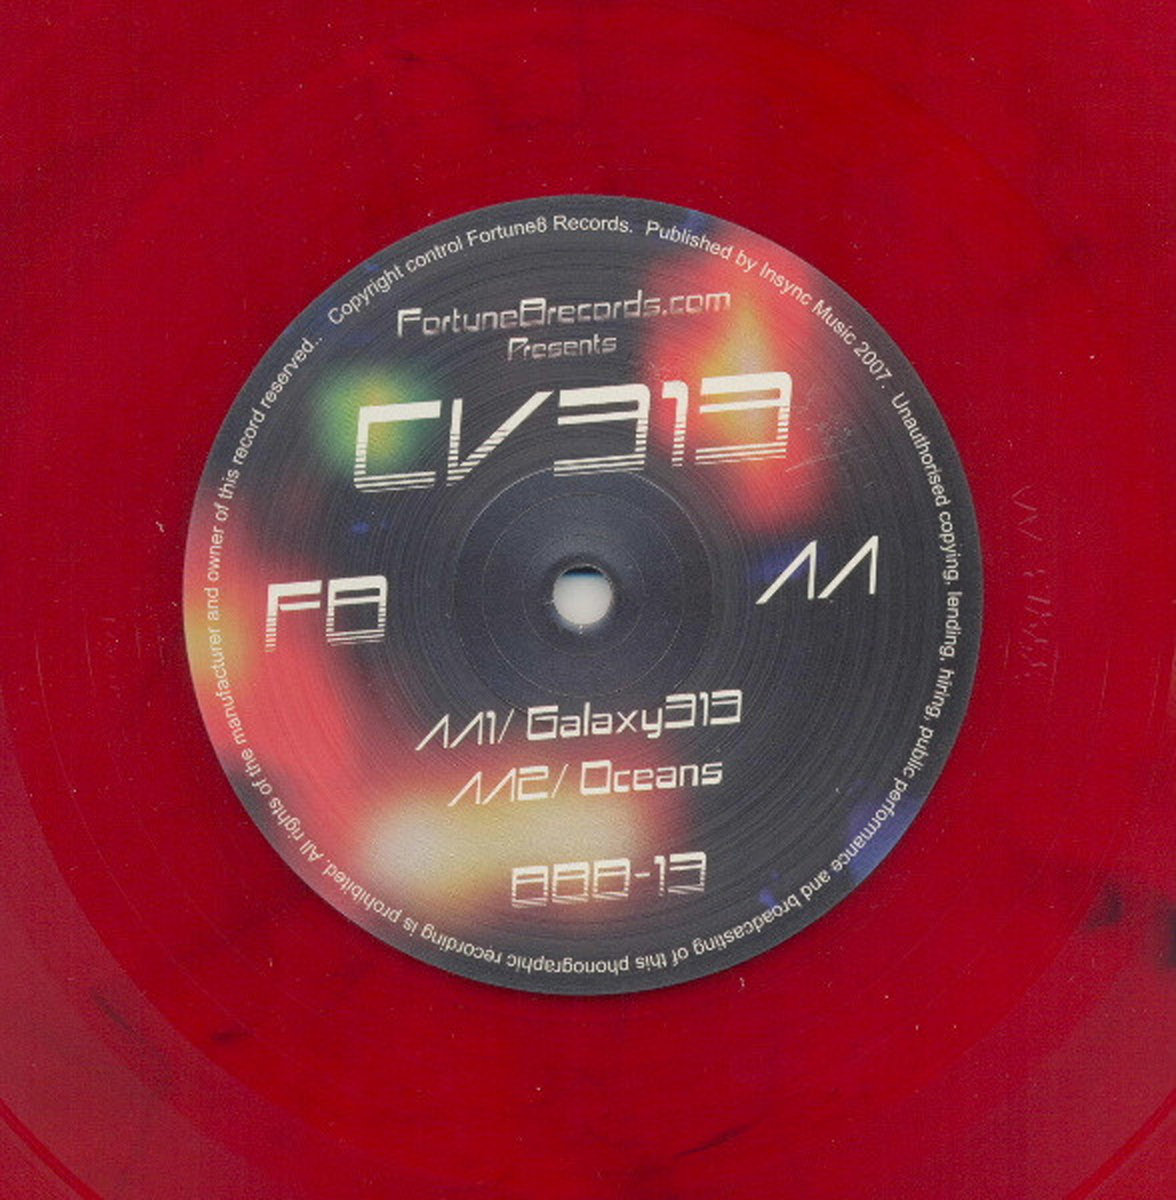 Copyright control Fortune8 Records. Published by Insync Music 2007. Unauthorised copying, lending, hiring, public performance and broadcasting of this phonographic recording is prohibited. All rights of the manufacturer and owner of this record reserved..
Fortune8records.com
Presents
CV313
F8
AA
AA1/ Galaxy313
AA2/ Oceans
888-13